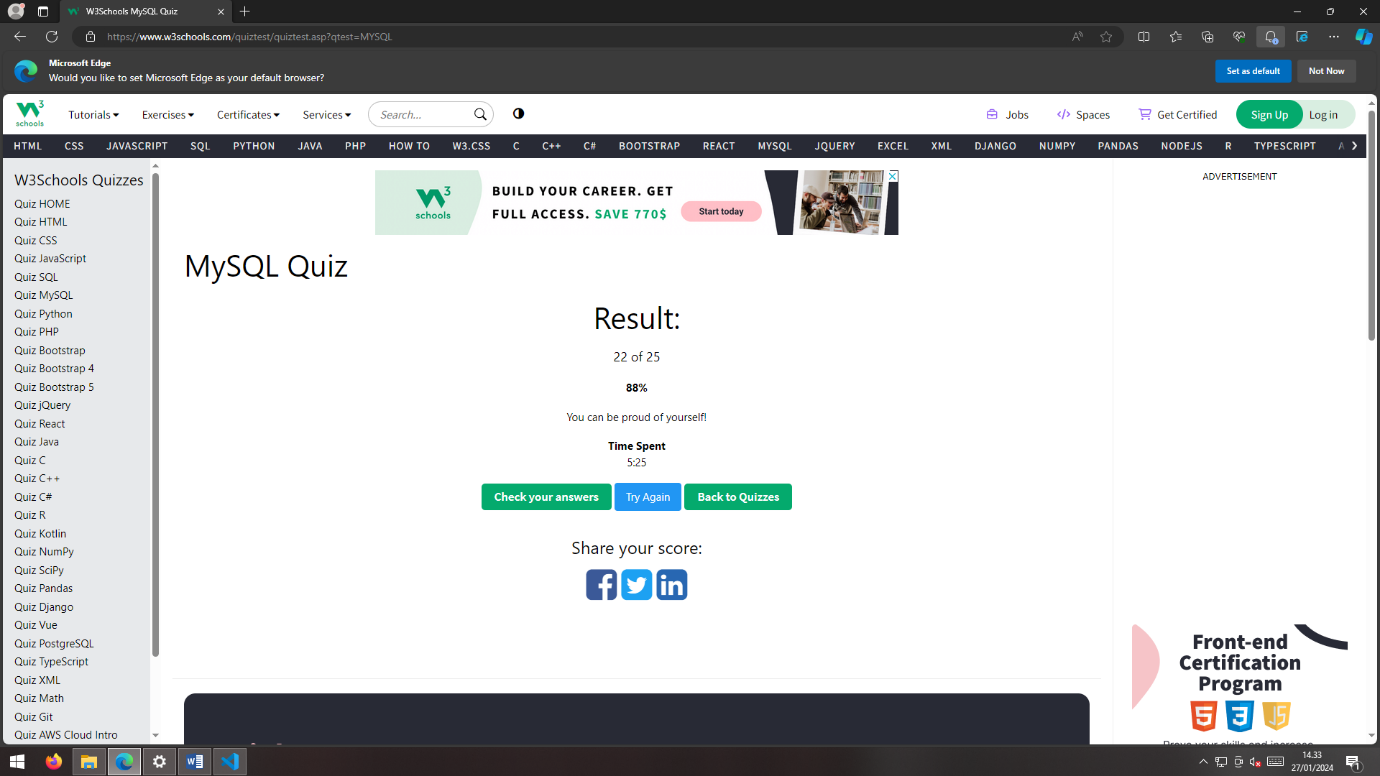 W3Schools MySQL Quiz
https://www.w3schools.com/quiztest/quiztest.asp?qtest=MYSQL
Microsoft Edge
Would you like to set Microsoft Edge as your default browser?
Set as default
Not Now
W3 schools
Tutorials
Exercises
Certificates
Services
Search...
Jobs
Spaces
Get Certified
Sign Up
Log in
HTML CSS JAVASCRIPT SQL PYTHON JAVA PHP HOW TO W3.CSS C C++ C# BOOTSTRAP REACT MYSQL JQUERY EXCEL XML DJANGO NUMPY PANDAS NODEJS R TYPESCRIPT
W3Schools Quizzes
Quiz HOME
Quiz HTML
Quiz CSS
Quiz JavaScript
Quiz SQL
Quiz MySQL
Quiz Python
Quiz PHP
Quiz Bootstrap
Quiz Bootstrap 4
Quiz Bootstrap 5
Quiz jQuery
Quiz React
Quiz Java
Quiz C
Quiz C++
Quiz C#
Quiz R
Quiz Kotlin
Quiz NumPy
Quiz SciPy
Quiz Pandas
Quiz Django
Quiz Vue
Quiz PostgreSQL
Quiz TypeScript
Quiz XML
Quiz Math
Quiz Git
Quiz AWS Cloud Intro
W3 schools
BUILD YOUR CAREER. GET
FULL ACCESS. SAVE 770$
Start today
MySQL Quiz
Result:
22 of 25
88%
You can be proud of yourself!
Time Spent
5:25
Check your answers
Try Again
Back to Quizzes
Share your score:
ADVERTISEMENT
Front-end
Certification
Program
14.33
27/01/2024